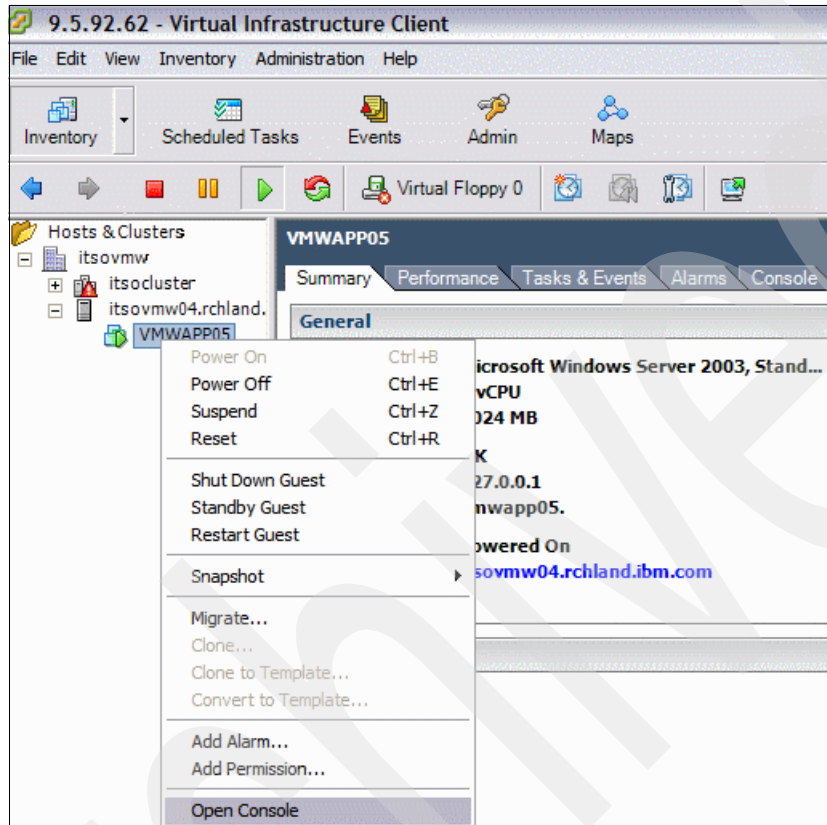 9.5.92.62 - Virtual Infrastructure Client
File Edit View Inventory Administration Help
Inventory Scheduled Tasks Events Admin Maps
Virtual Floppy 0
Hosts & Clusters
itsovmw
itsocluster
itsovmw04.rchland.
VMWAPP05
VMWAPP05
Summary Performance Tasks & Events Alarms Console
General
icrosoft Windows Server 2003, Stand...
vCPU
024 MB
K
27.0.0.1
mwapp05.
owered On
sovmw04.rchland.ibm.com
Power On Ctrl+B
Power Off Ctrl+E
Suspend Ctrl+Z
Reset Ctrl+R
Shut Down Guest
Standby Guest
Restart Guest
Snapshot
Migrate...
Clone...
Clone to Template...
Convert to Template...
Add Alarm...
Add Permission...
Open Console